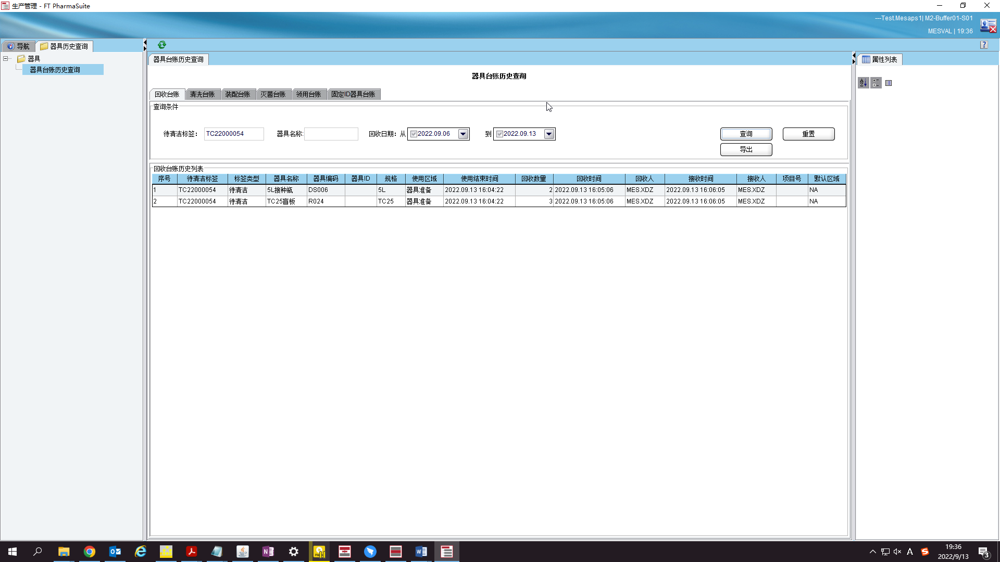 生产管理 - FT PharmaSuite
---Test.Mesaps1| M2-Buffer01-S01
MESVAL | 19:36
导航
器具历史查询
器具
器具台账历史查询
器具台账历史查询
属性列表
器具台账历史查询
回收台账 清洗台账 装配台账 灭菌台账 领用台账 固定ID器具台账
查询条件
待清洁标签: TC22000054 器具名称: 回收日期: 从 2022.09.06 到 2022.09.13 查询 重置
导出
回收台账历史列表
序号 待清洁标签 标签类型 器具名称 器具编码 器具ID 规格 使用区域 使用结束时间 回收数量 回收时间 回收人 接收时间 接收人 项目号 默认区域
1 TC22000054 待清洁 5L接种瓶 DS006 5L 器具准备 2022.09.13 16:04:22 2 2022.09.13 16:05:06 MES.XDZ 2022.09.13 16:06:05 MES.XDZ NA
2 TC22000054 待清洁 TC25盲板 R024 TC25 器具准备 2022.09.13 16:04:22 3 2022.09.13 16:05:06 MES.XDZ 2022.09.13 16:06:05 MES.XDZ NA
19:36
2022/9/13
3